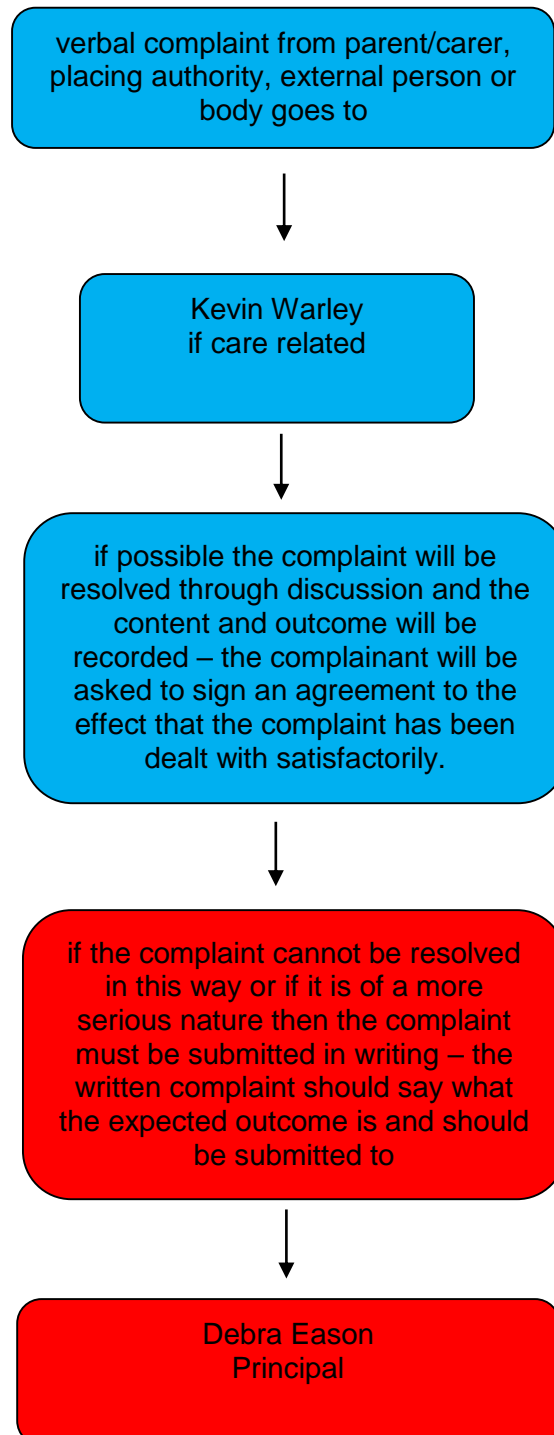 verbal complaint from parent/carer,
placing authority, external person or
body goes to
Kevin Warley
if care related
if possible the complaint will be
resolved through discussion and the
content and outcome will be
recorded – the complainant will be
asked to sign an agreement to the
effect that the complaint has been
dealt with satisfactorily.
if the complaint cannot be resolved
in this way or if it is of a more
serious nature then the complaint
must be submitted in writing – the
written complaint should say what
the expected outcome is and should
be submitted to
Debra Eason
Principal